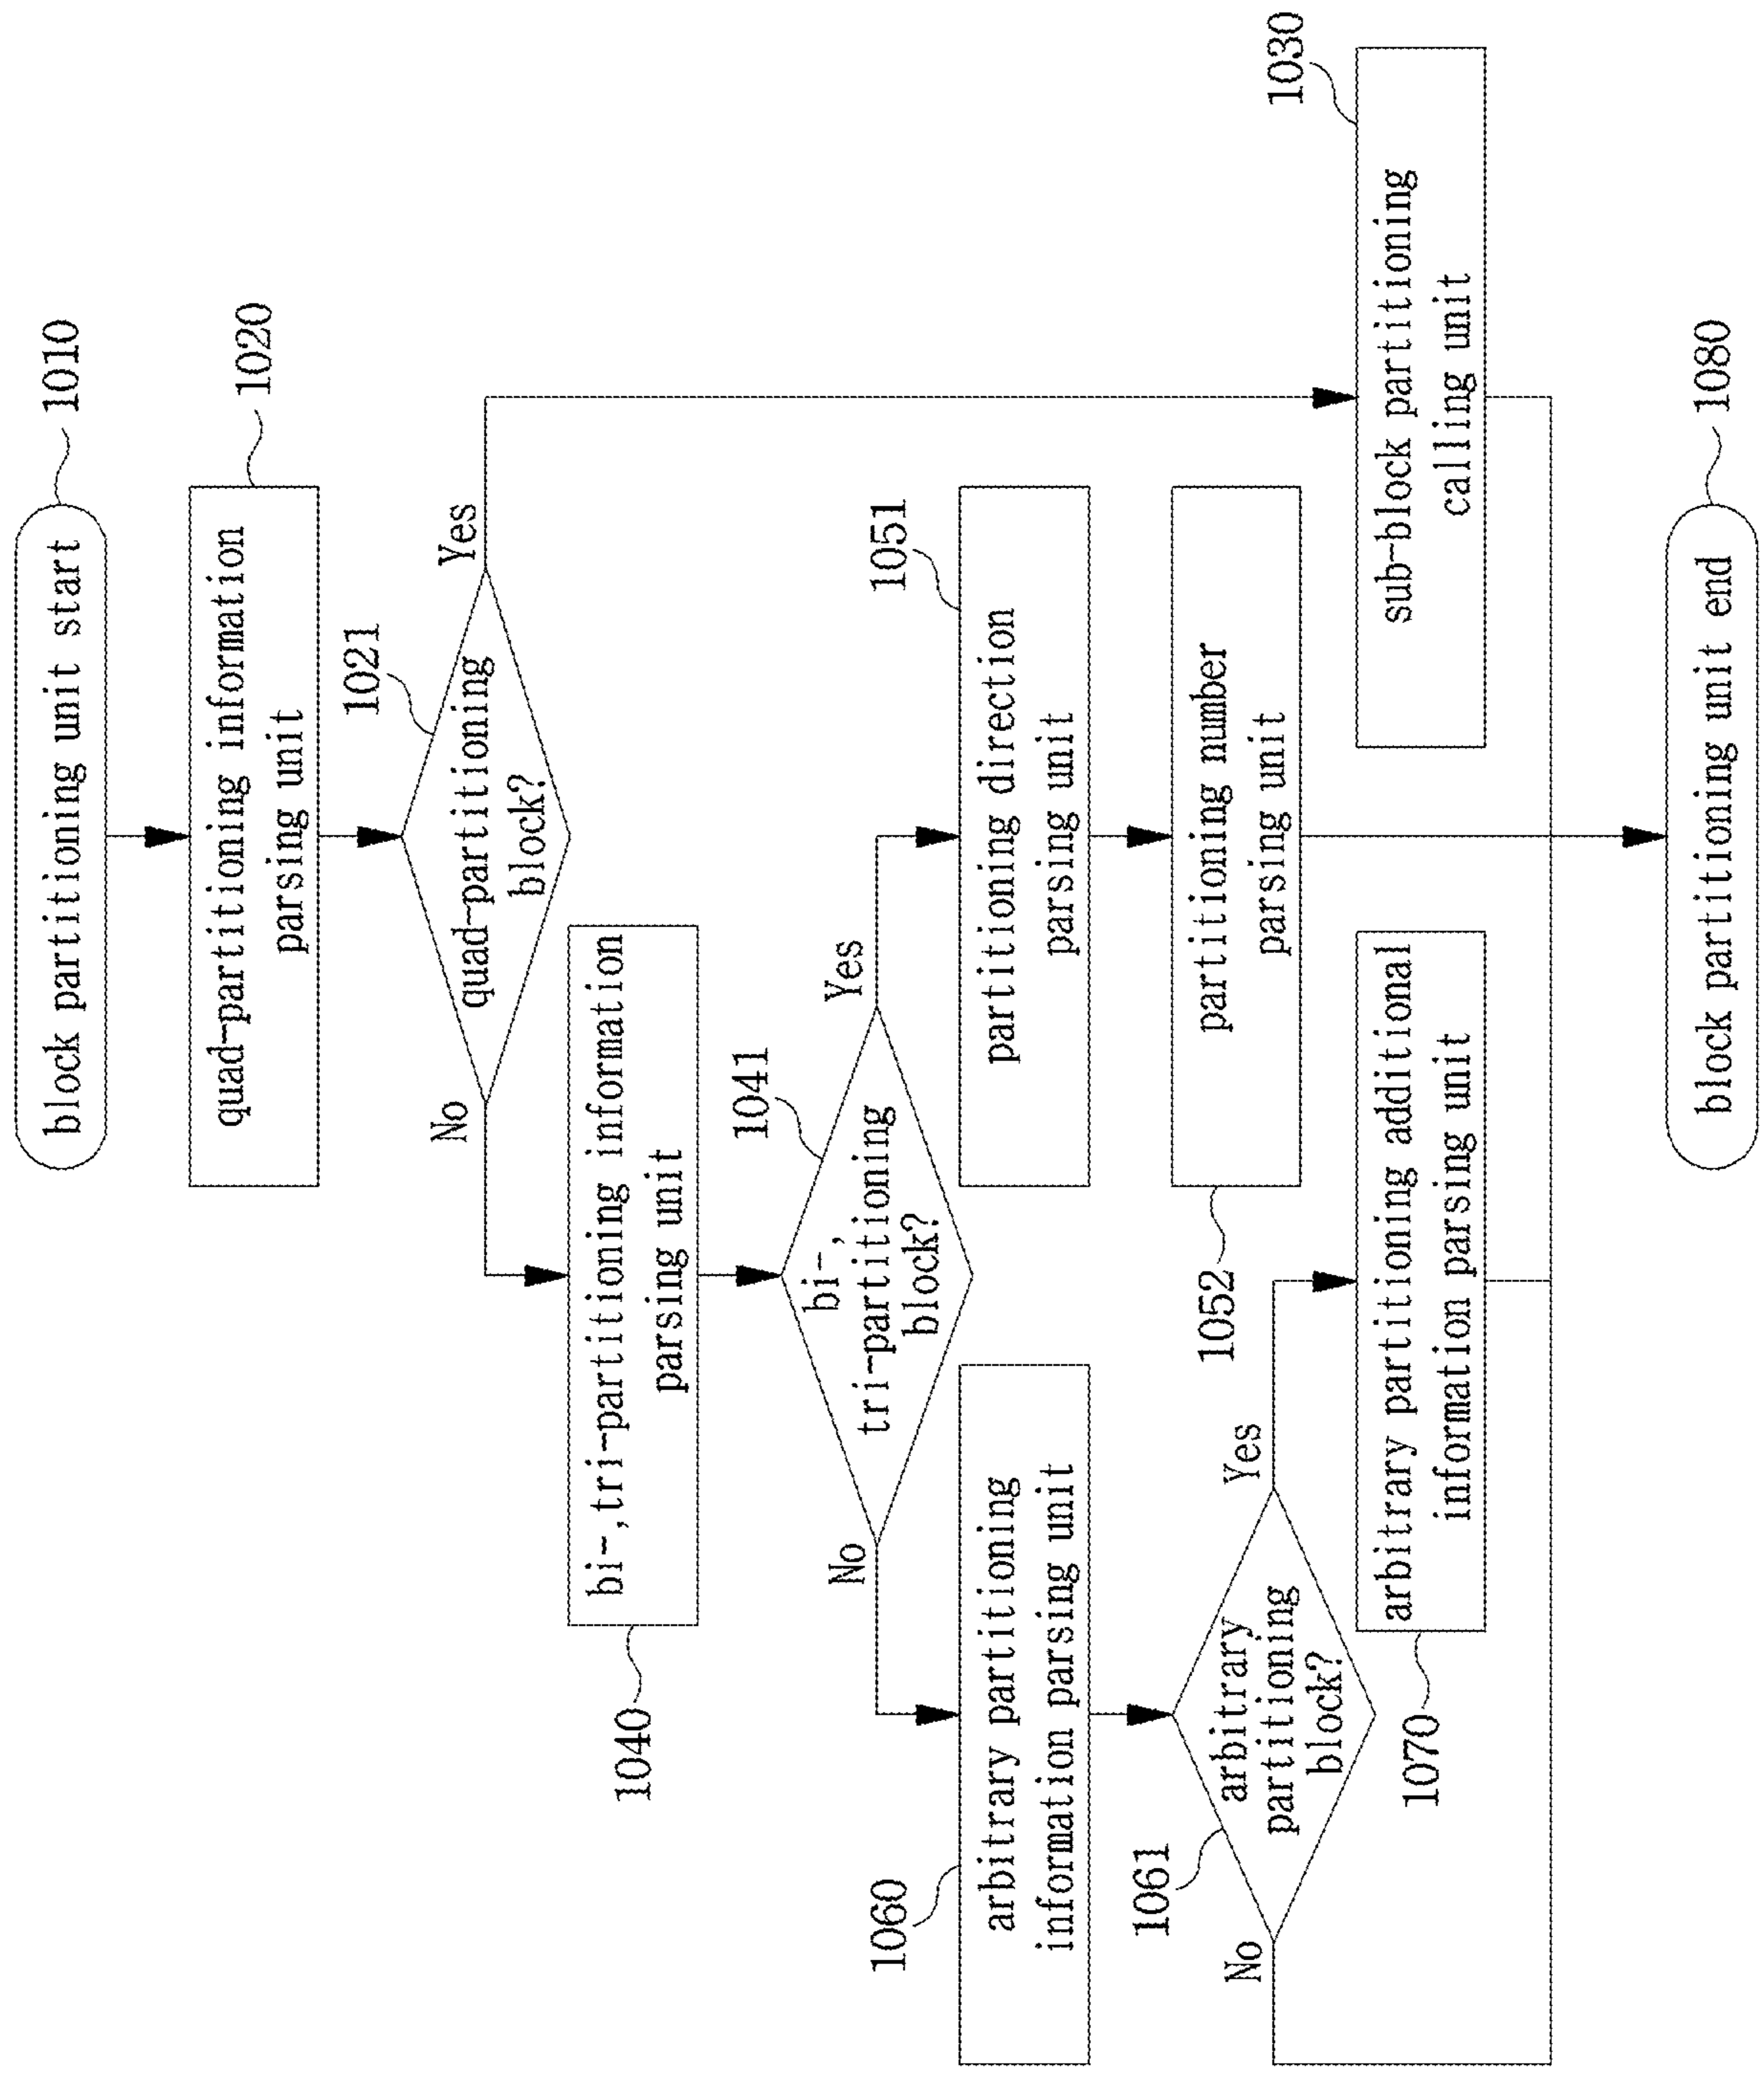 block partitioning unit start
1010
quad-partitioning information
parsing unit
1020
quad-partitioning
block?
1021
No
Yes
bi-,tri-partitioning information
parsing unit
1040
bi-,
tri-partitioning
block?
1041
No
Yes
arbitrary partitioning
information parsing unit
1060
partitioning direction
parsing unit
1051
arbitrary
partitioning
block?
1061
No
Yes
partitioning number
parsing unit
1052
arbitrary partitioning additional
information parsing unit
1070
sub-block partitioning
calling unit
1030
block partitioning unit end
1080